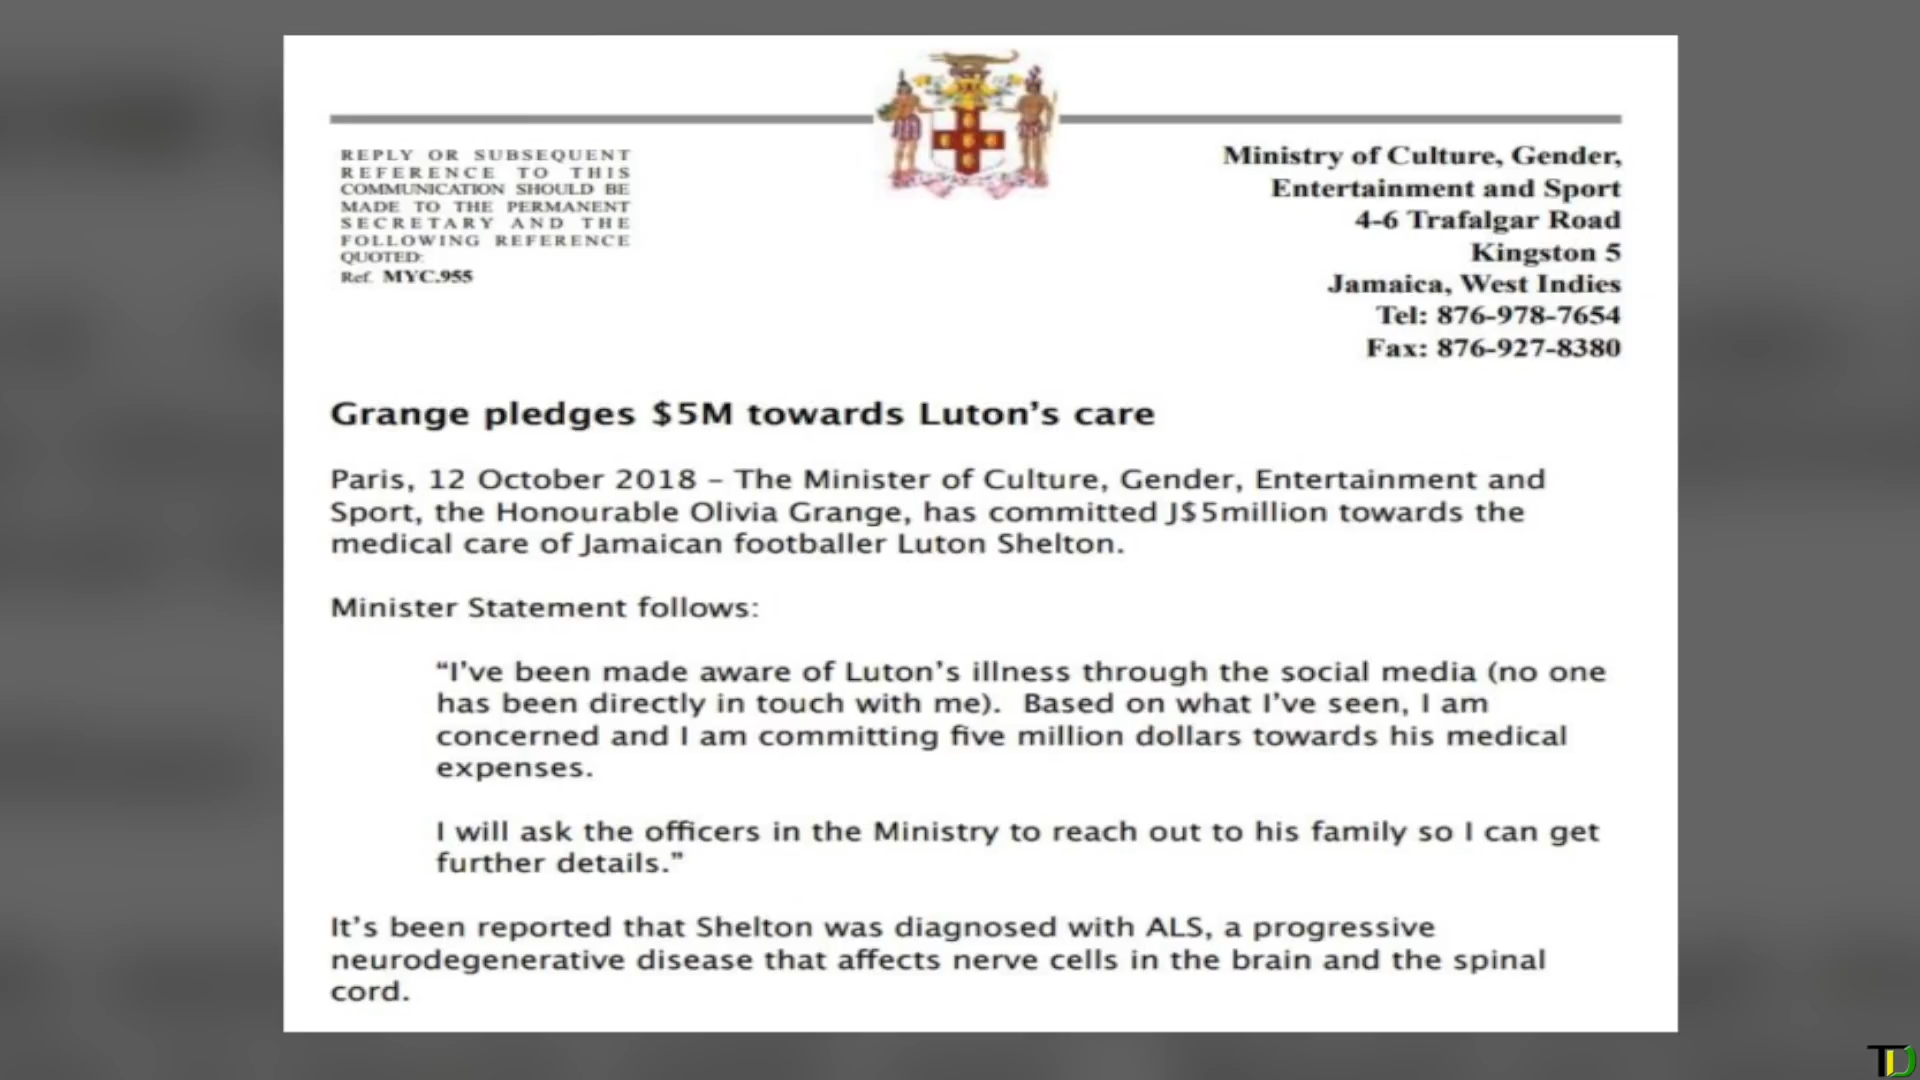 REPLY OR SUBSEQUENT
REFERENCE TO THIS
COMMUNICATION SHOULD BE
MADE TO THE PERMANENT
SECRETARY AND THE
FOLLOWING REFERENCE
QUOTED:
Ref. MYC.955
Ministry of Culture, Gender,
Entertainment and Sport
4-6 Trafalgar Road
Kingston 5
Jamaica, West Indies
Tel: 876-978-7654
Fax: 876-927-8380
Grange pledges $5M towards Luton’s care
Paris, 12 October 2018 – The Minister of Culture, Gender, Entertainment and
Sport, the Honourable Olivia Grange, has committed J$5million towards the
medical care of Jamaican footballer Luton Shelton.
Minister Statement follows:
“I’ve been made aware of Luton’s illness through the social media (no one
has been directly in touch with me).  Based on what I’ve seen, I am
concerned and I am committing five million dollars towards his medical
expenses.
I will ask the officers in the Ministry to reach out to his family so I can get
further details.”
It’s been reported that Shelton was diagnosed with ALS, a progressive
neurodegenerative disease that affects nerve cells in the brain and the spinal
cord.
TD